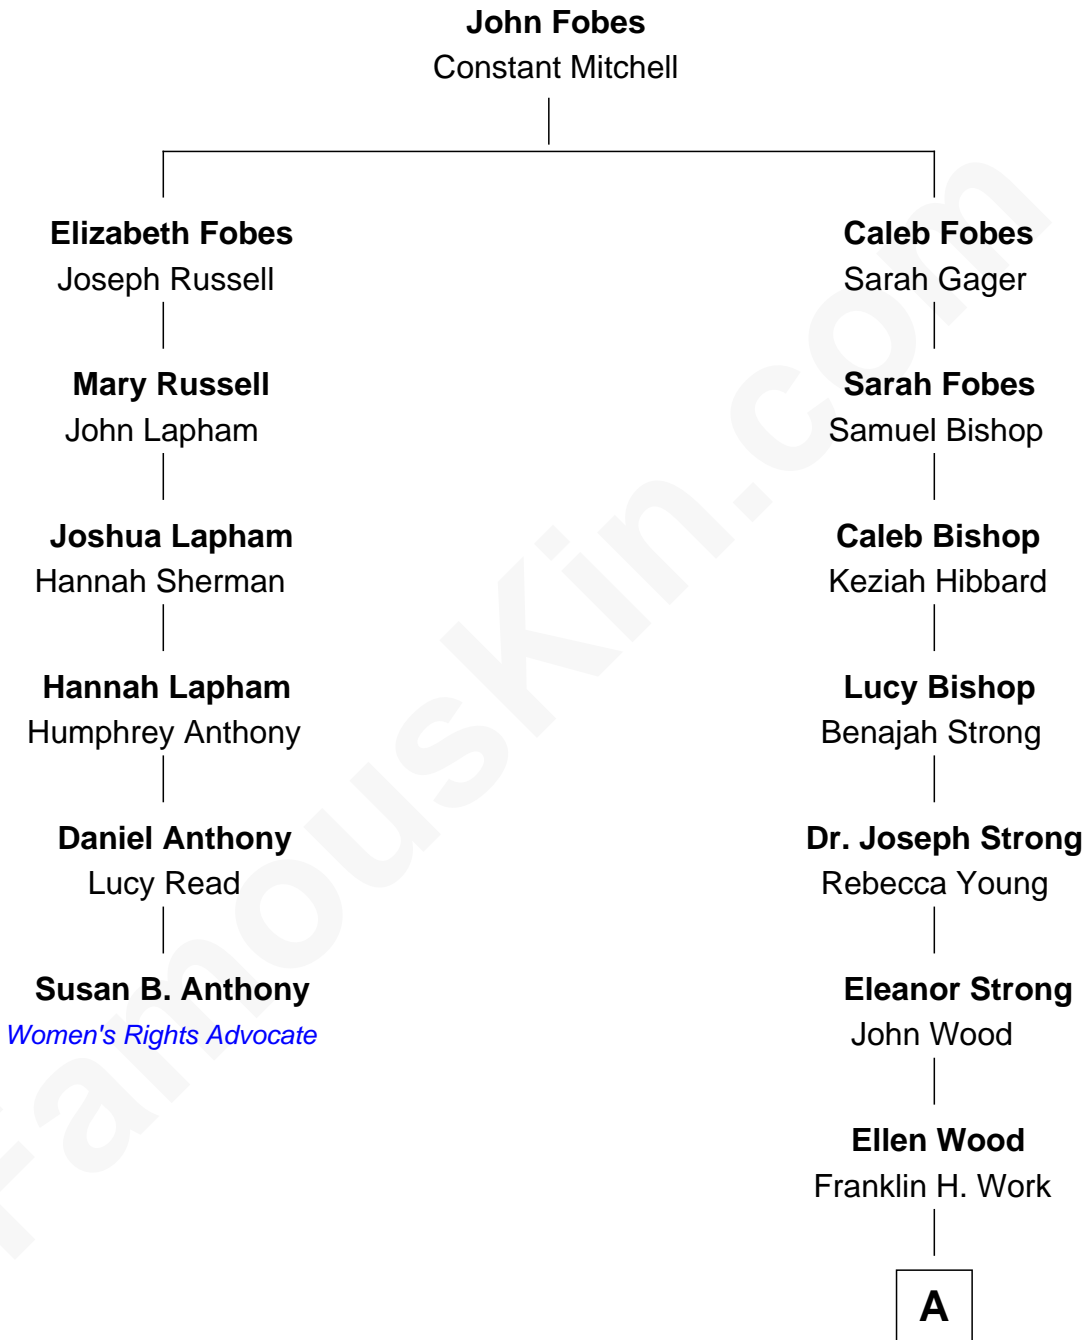 John Fobes
Constant Mitchell
Elizabeth Fobes
Joseph Russell
Caleb Fobes
Sarah Gager
Mary Russell
John Lapham
Sarah Fobes
Samuel Bishop
Joshua Lapham
Hannah Sherman
Caleb Bishop
Keziah Hibbard
Hannah Lapham
Humphrey Anthony
Lucy Bishop
Benajah Strong
Daniel Anthony
Lucy Read
Dr. Joseph Strong
Rebecca Young
Susan B. Anthony
Women's Rights Advocate
Eleanor Strong
John Wood
Ellen Wood
Franklin H. Work
A
FamousKin.com